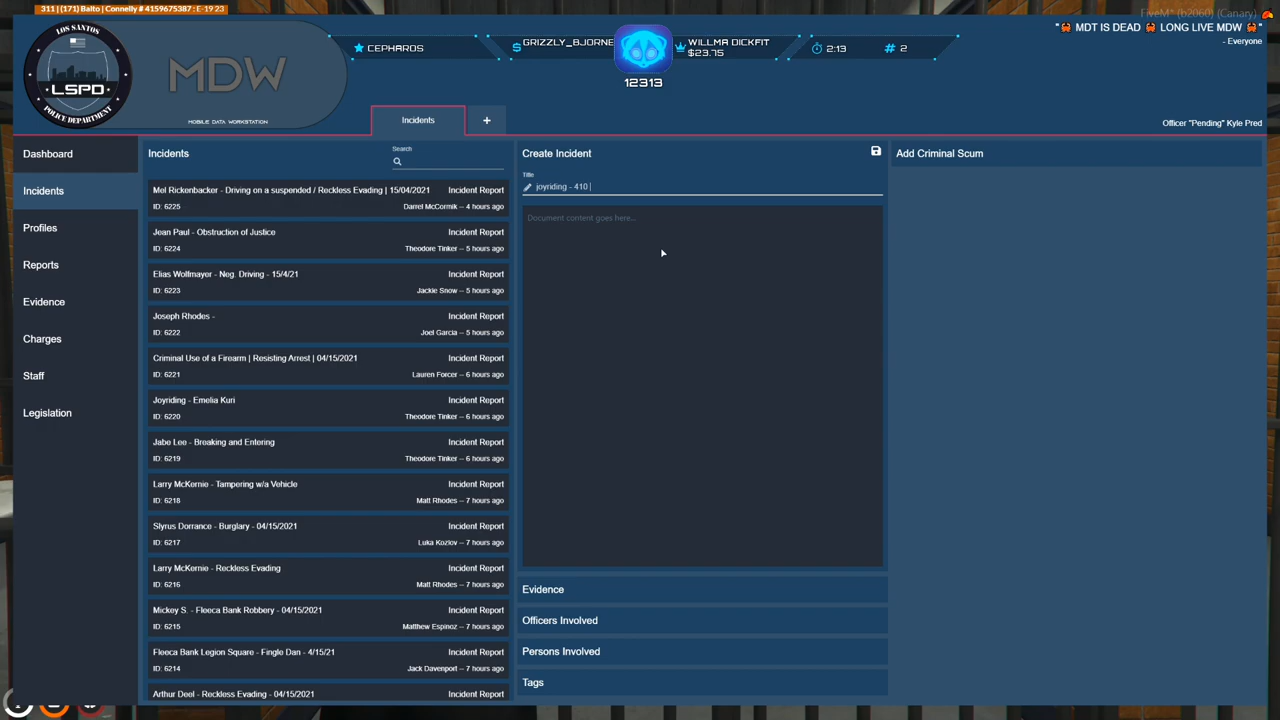 311 | (171) Balto | Connelly # 4159675387 : E-19 23
FiveM* (b2060) (Canary)
" MDT IS DEAD LONG LIVE MDW "
- Everyone
LOS SANTOS
LSPD
POLICE DEPARTMENT
MDW
MOBILE DATA WORKSTATION
CEPHAROS
GRIZZLY_BJORNE
WILLMA DICKFIT
$23.75
2:13
# 2
12313
Incidents
+
Officer "Pending" Kyle Pred
Dashboard
Incidents
Profiles
Reports
Evidence
Charges
Staff
Legislation
Incidents
Search
Mel Rickenbacker - Driving on a suspended / Reckless Evading | 15/04/2021 Incident Report
ID: 6225 Darrel McCormik -- 4 hours ago
Jean Paul - Obstruction of Justice Incident Report
ID: 6224 Theodore Tinker -- 5 hours ago
Elias Wolfmayer - Neg. Driving - 15/4/21 Incident Report
ID: 6223 Jackie Snow -- 5 hours ago
Joseph Rhodes - Incident Report
ID: 6222 Joel Garcia -- 5 hours ago
Criminal Use of a Firearm | Resisting Arrest | 04/15/2021 Incident Report
ID: 6221 Lauren Forcer -- 6 hours ago
Joyriding - Emelia Kuri Incident Report
ID: 6220 Theodore Tinker -- 6 hours ago
Jabe Lee - Breaking and Entering Incident Report
ID: 6219 Theodore Tinker -- 6 hours ago
Larry McKernie - Tampering w/a Vehicle Incident Report
ID: 6218 Matt Rhodes -- 7 hours ago
Slyrus Dorrance - Burglary - 04/15/2021 Incident Report
ID: 6217 Luka Kozlov -- 7 hours ago
Larry McKernie - Reckless Evading Incident Report
ID: 6216 Matt Rhodes -- 7 hours ago
Mickey S. - Fleeca Bank Robbery - 04/15/2021 Incident Report
ID: 6215 Matthew Espinoz -- 7 hours ago
Fleeca Bank Legion Square - Fingle Dan - 4/15/21 Incident Report
ID: 6214 Jack Davenport -- 7 hours ago
Arthur Deel - Reckless Evading - 04/15/2021 Incident Report
Create Incident
Title
joyriding - 410
Document content goes here...
Evidence
Officers Involved
Persons Involved
Tags
Add Criminal Scum